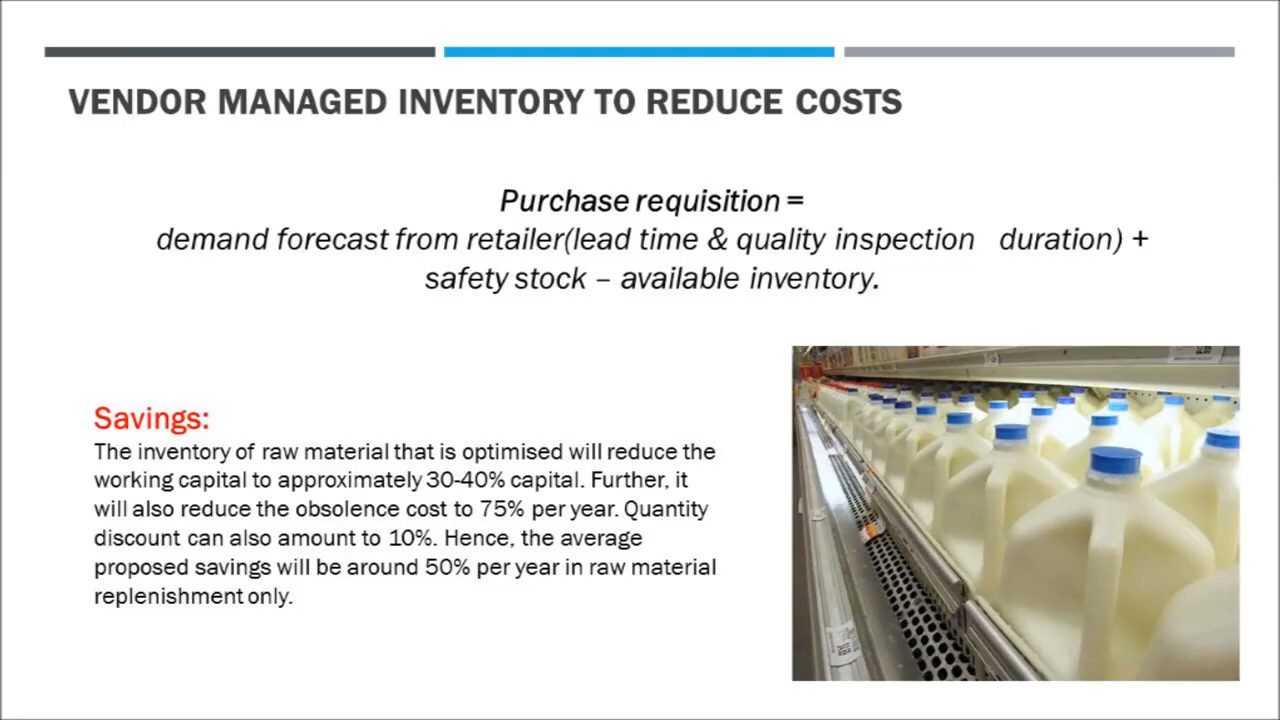 VENDOR MANAGED INVENTORY TO REDUCE COSTS
Purchase requisition =
demand forecast from retailer(lead time & quality inspection duration) +
safety stock – available inventory.
Savings:
The inventory of raw material that is optimised will reduce the
working capital to approximately 30-40% capital. Further, it
will also reduce the obsolence cost to 75% per year. Quantity
discount can also amount to 10%. Hence, the average
proposed savings will be around 50% per year in raw material
replenishment only.